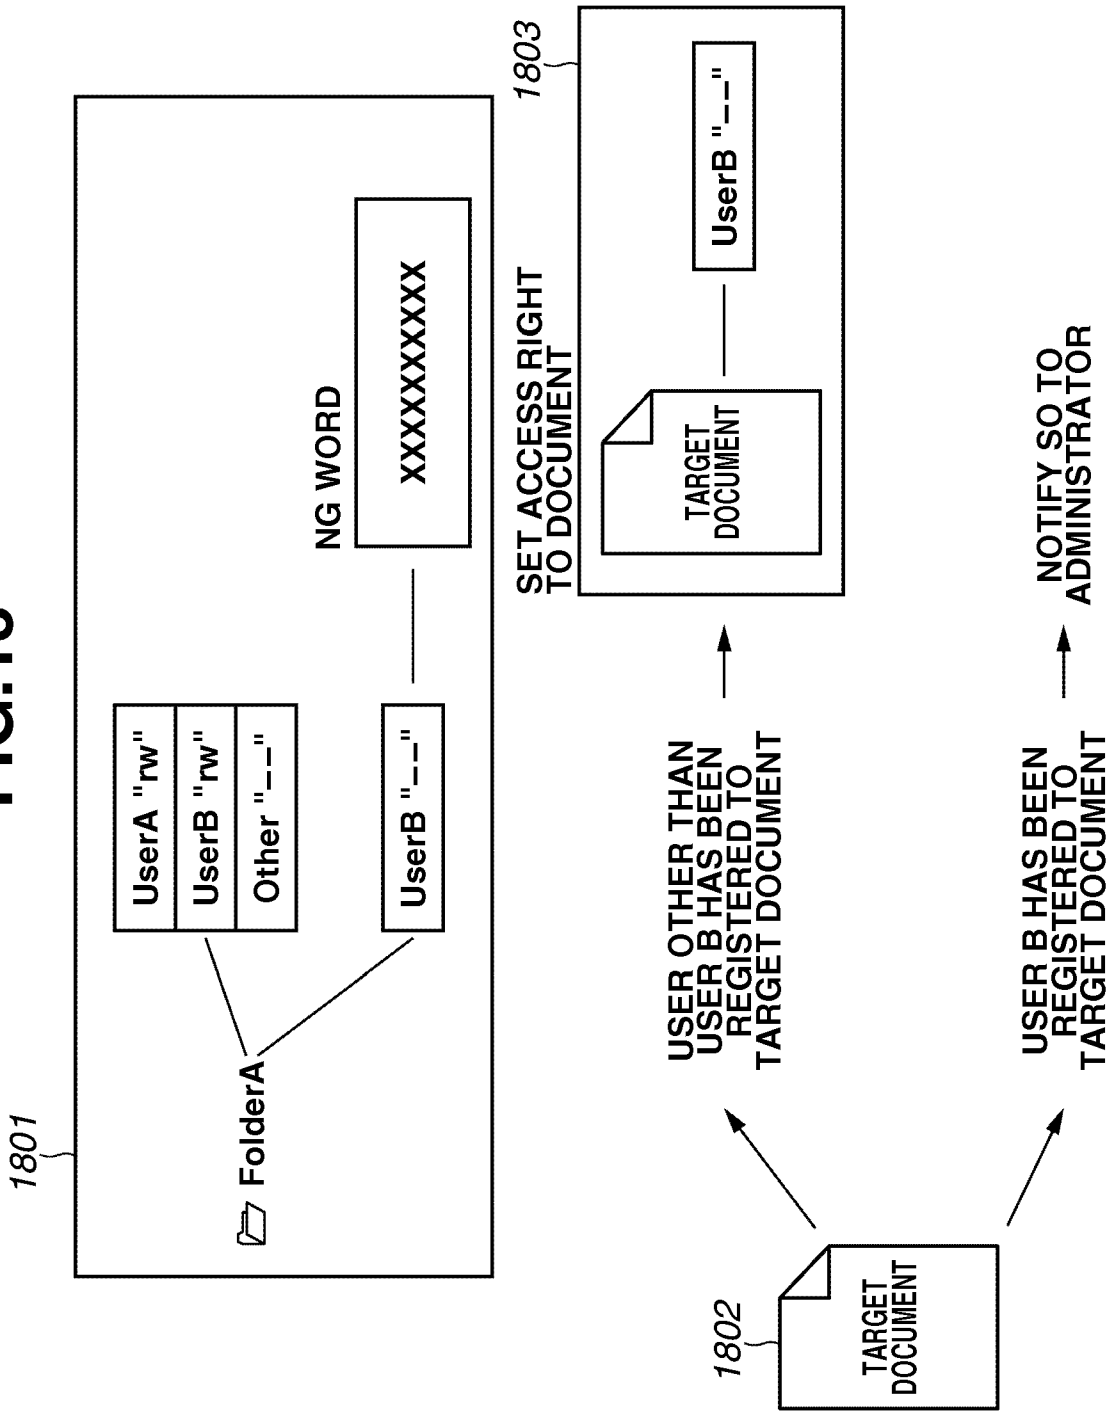 1801
FolderA
UserA "rw"
UserB "rw"
Other "--"
UserB "--"
NG WORD
XXXXXXXXXX
1802
TARGET
DOCUMENT
USER OTHER THAN
USER B HAS BEEN
REGISTERED TO
TARGET DOCUMENT
SET ACCESS RIGHT
TO DOCUMENT
1803
TARGET
DOCUMENT
UserB "--"
USER B HAS BEEN
REGISTERED TO
TARGET DOCUMENT
NOTIFY SO TO
ADMINISTRATOR